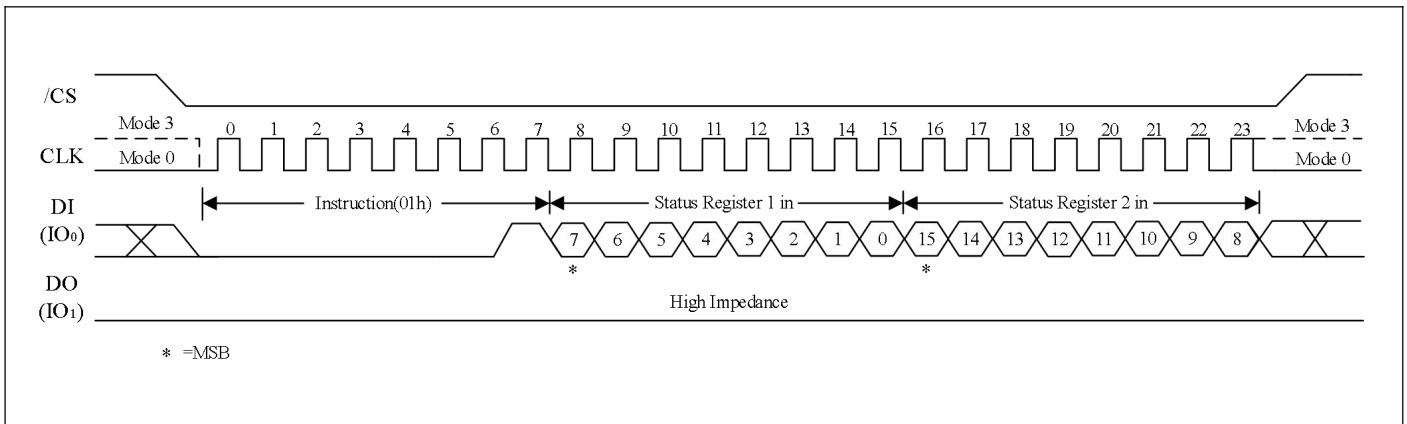 /CS
Mode 3 0 1 2 3 4 5 6 7 8 9 10 11 12 13 14 15 16 17 18 19 20 21 22 23 Mode 3
CLK Mode 0 Mode 0
DI Instruction(01h) Status Register 1 in Status Register 2 in
(IO₀) 7 6 5 4 3 2 1 0 15 14 13 12 11 10 9 8
* *
DO High Impedance
(IO₁)
* =MSB